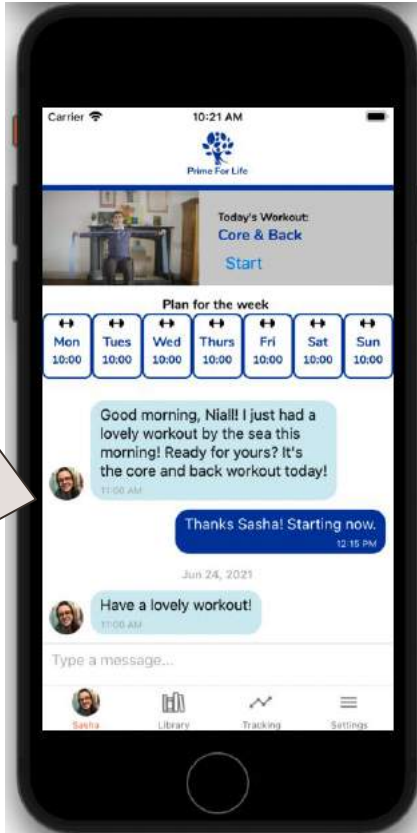 Carrier 10:21 AM
Prime For Life
Today's Workout:
Core & Back
Start
Plan for the week
Mon Tues Wed Thurs Fri Sat Sun
10:00 10:00 10:00 10:00 10:00 10:00 10:00
Good morning, Niall! I just had a
lovely workout by the sea this
morning! Ready for yours? It's
the core and back workout today!
11:00 AM
Thanks Sasha! Starting now.
12:15 PM
Jun 24, 2021
Have a lovely workout!
11:00 AM
Type a message...
Sasha Library Tracking Settings